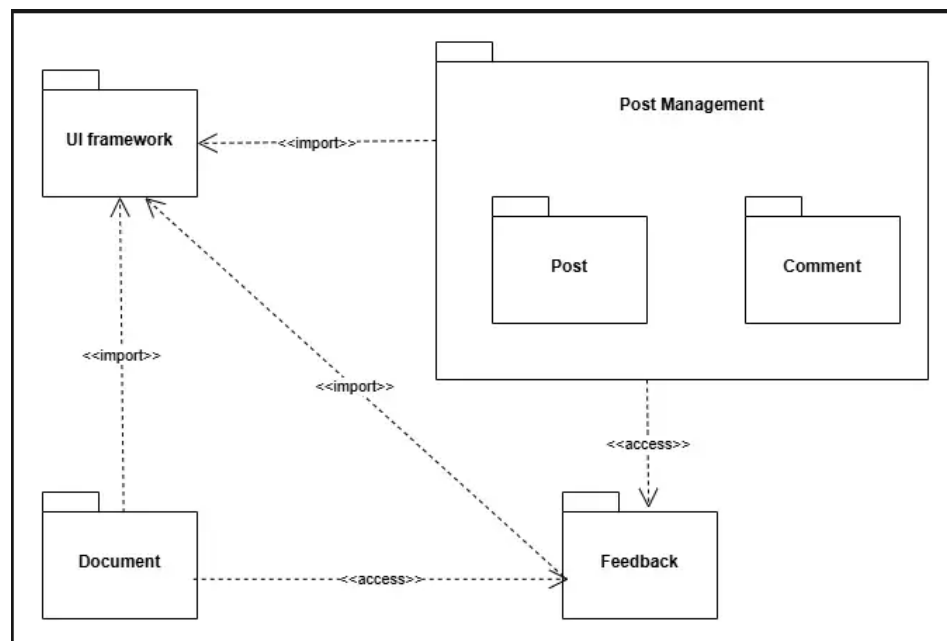 Post Management
UI framework
<<import>>
Post
Comment
<<import>>
<<import>>
<<access>>
Document
Feedback
<<access>>